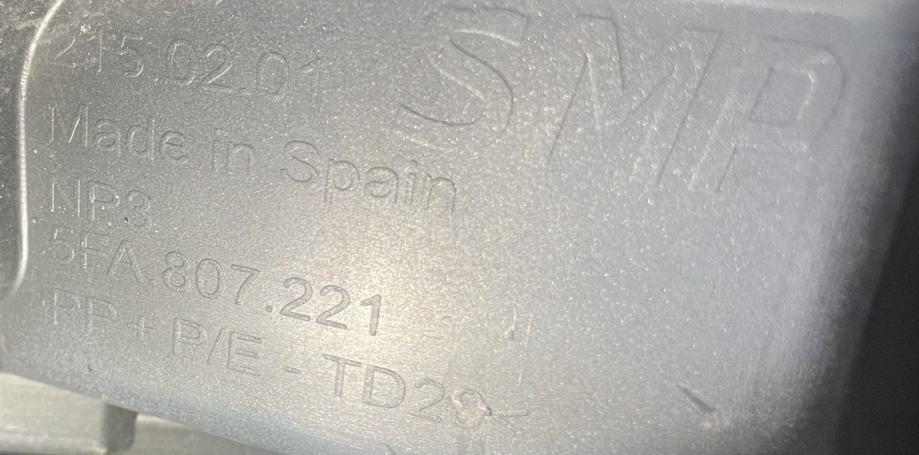 SMP
215.02.01
Made in Spain
NP3
5FA.807.221
PP + P/E - TD20